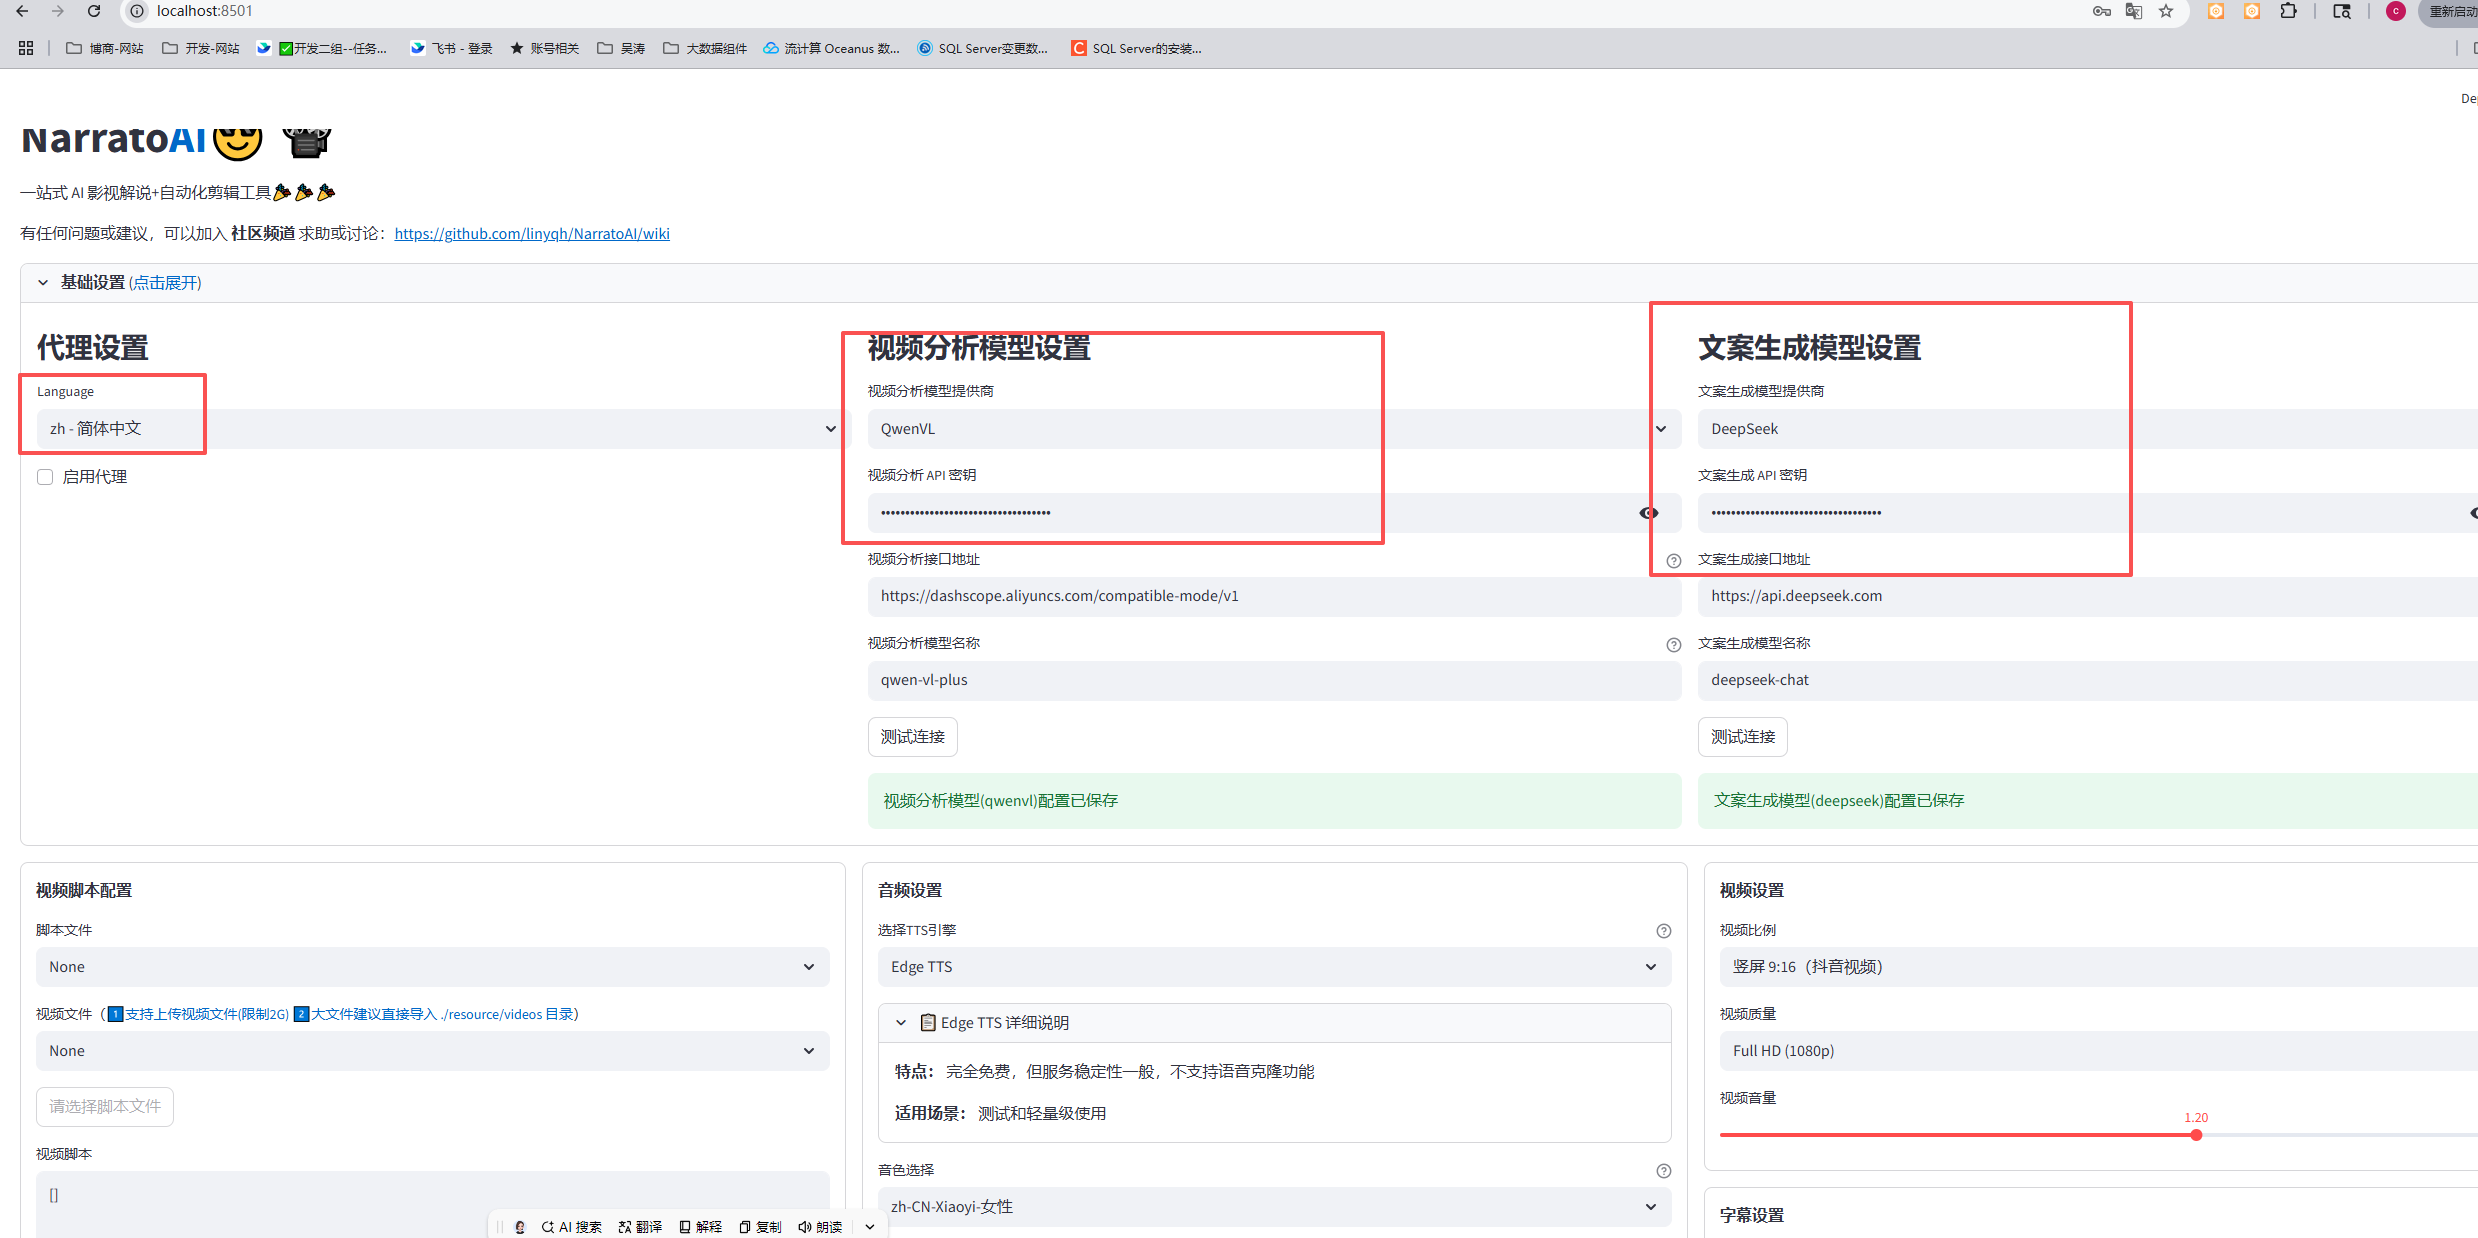 localhost:8501
重新启动
博商-网站
开发-网站
开发二组--任务...
飞书 - 登录
账号相关
吴涛
大数据组件
流计算 Oceanus 数...
SQL Server变更数...
SQL Server的安装...
NarratoAI
一站式 AI 影视解说+自动化剪辑工具
有任何问题或建议，可以加入 社区频道 求助或讨论：https://github.com/linyqh/NarratoAI/wiki
基础设置 (点击展开)
代理设置
Language
zh - 简体中文
启用代理
视频分析模型设置
视频分析模型提供商
QwenVL
视频分析 API 密钥
视频分析接口地址
https://dashscope.aliyuncs.com/compatible-mode/v1
视频分析模型名称
qwen-vl-plus
测试连接
视频分析模型(qwenvl)配置已保存
文案生成模型设置
文案生成模型提供商
DeepSeek
文案生成 API 密钥
文案生成接口地址
https://api.deepseek.com
文案生成模型名称
deepseek-chat
测试连接
文案生成模型(deepseek)配置已保存
视频脚本配置
脚本文件
None
视频文件（1支持上传视频文件(限制2G) 2大文件建议直接导入 ./resource/videos 目录）
None
请选择脚本文件
视频脚本
[]
音频设置
选择TTS引擎
Edge TTS
Edge TTS 详细说明
特点： 完全免费，但服务稳定性一般，不支持语音克隆功能
适用场景： 测试和轻量级使用
音色选择
zh-CN-Xiaoyi-女性
视频设置
视频比例
竖屏 9:16（抖音视频）
视频质量
Full HD (1080p)
视频音量
1.20
字幕设置
AI 搜索
翻译
解释
复制
朗读